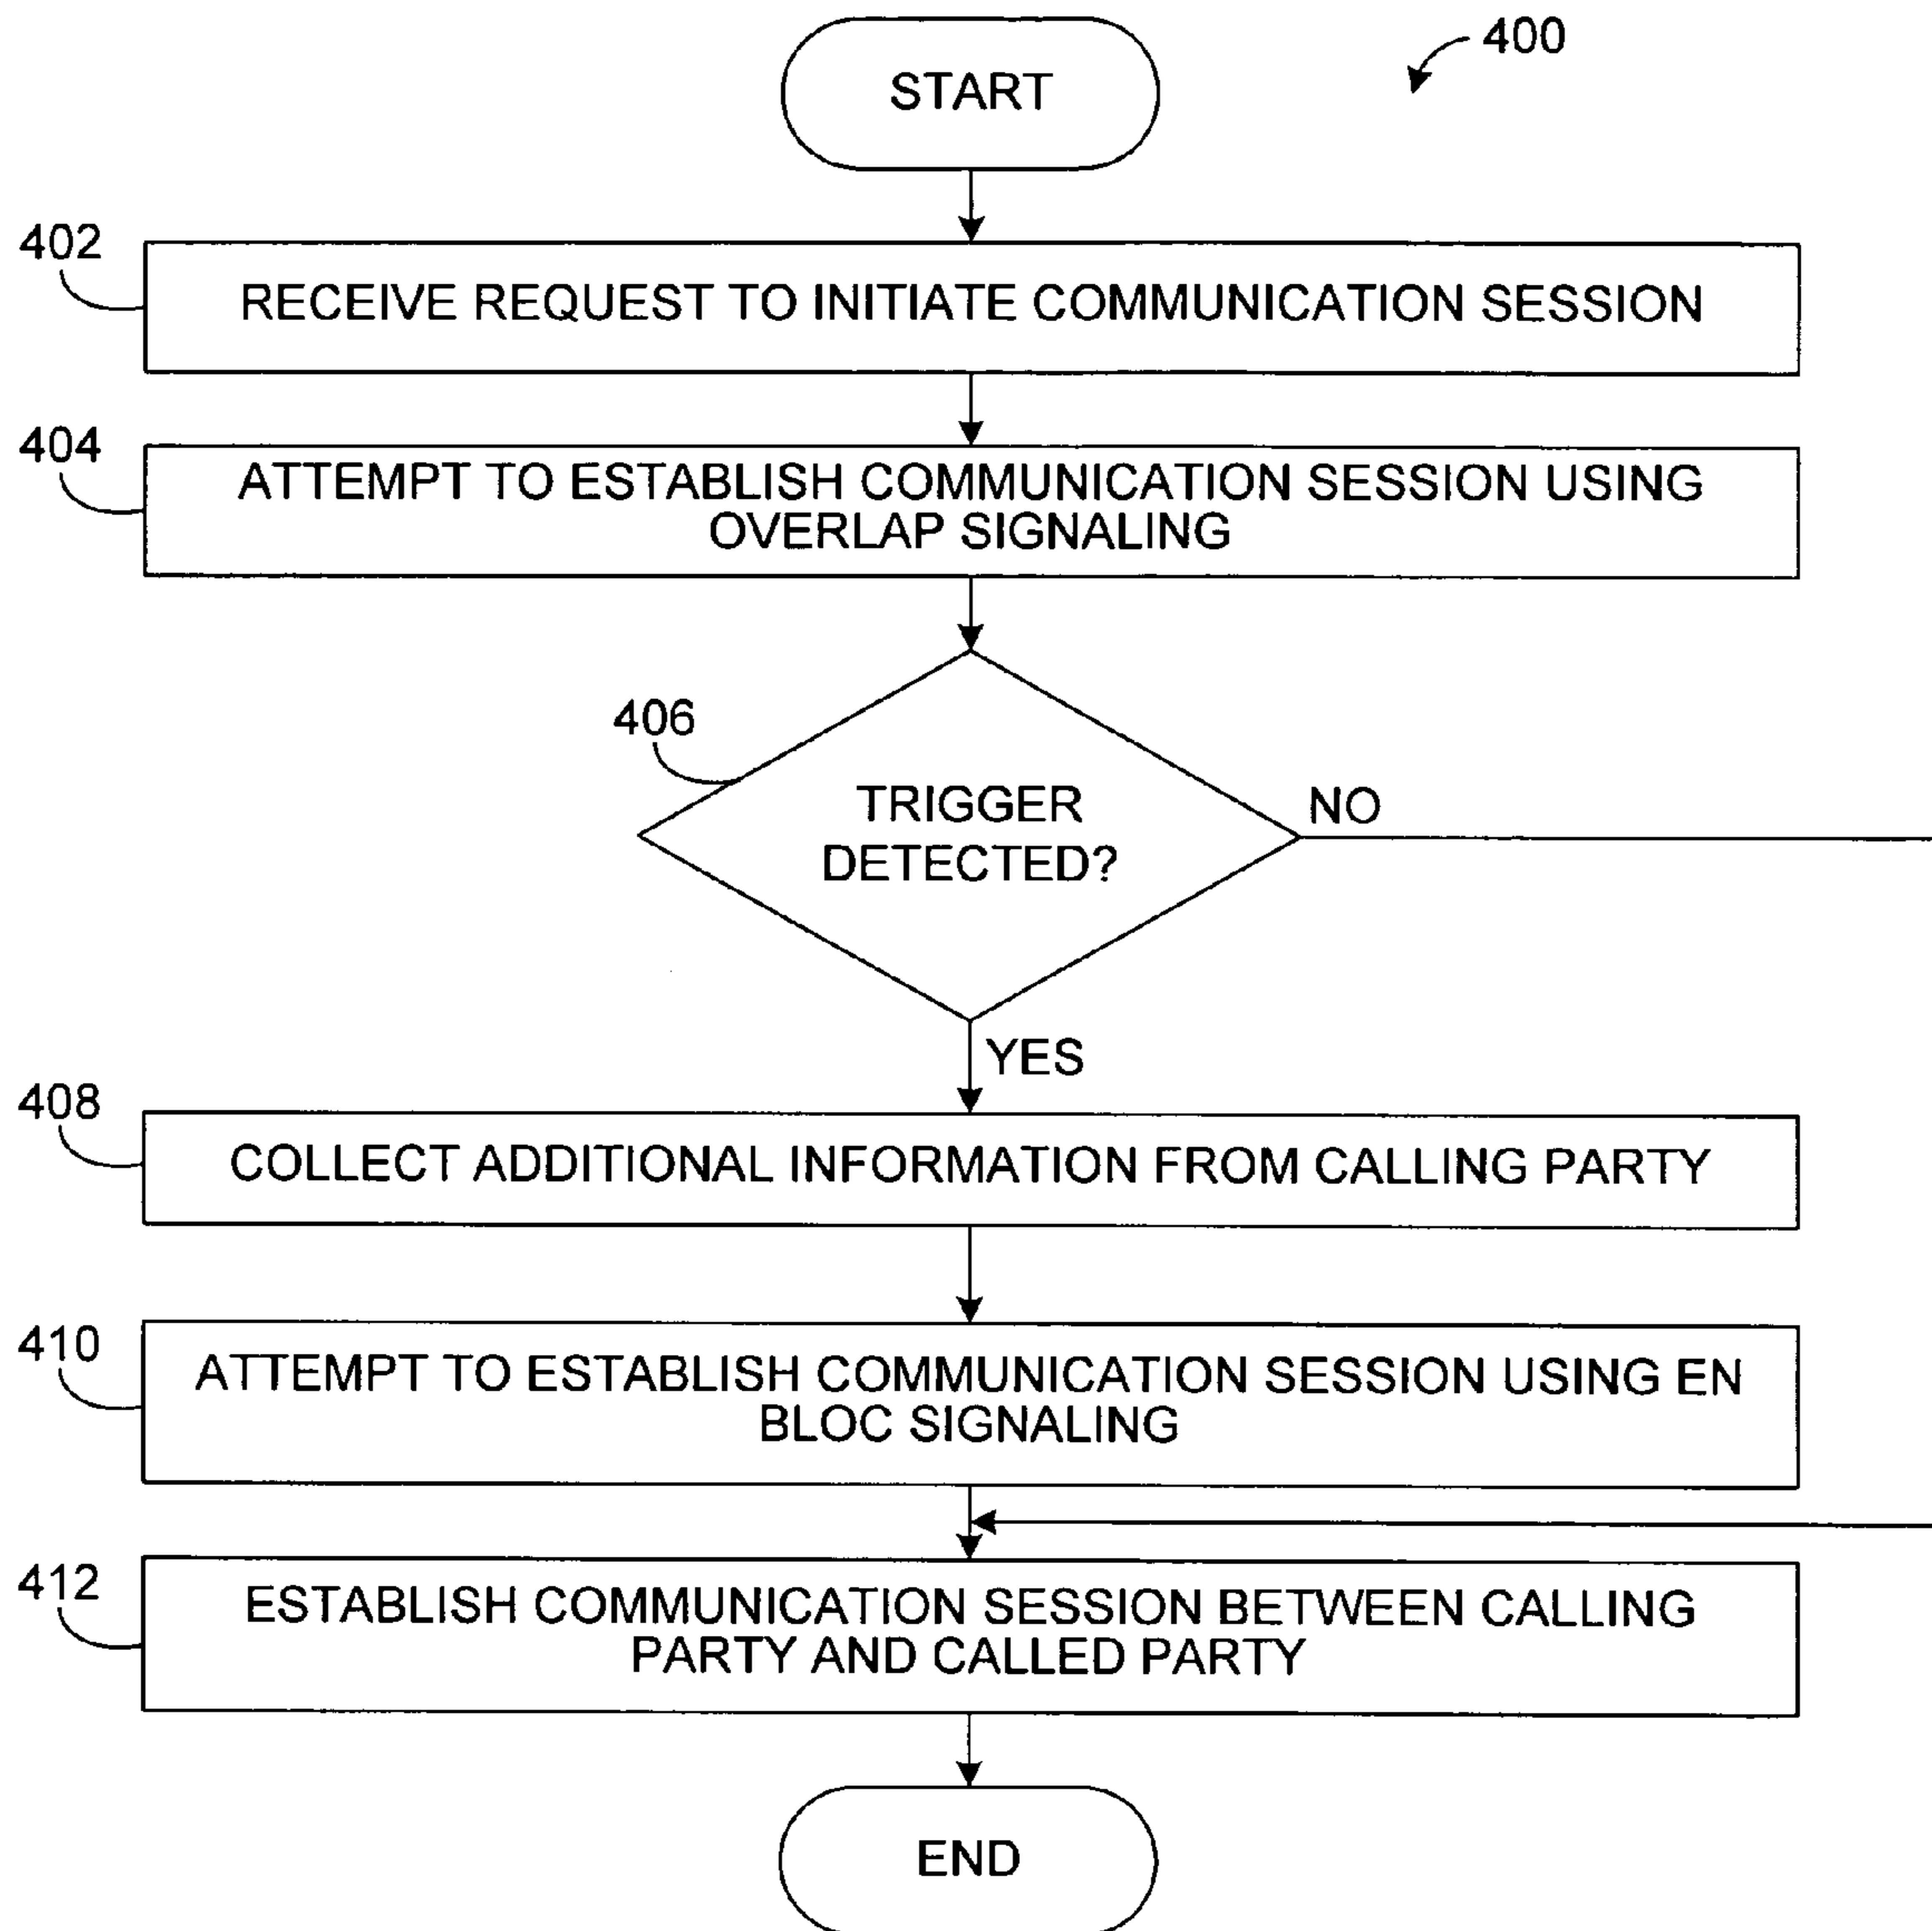 START
400
402
RECEIVE REQUEST TO INITIATE COMMUNICATION SESSION
404
ATTEMPT TO ESTABLISH COMMUNICATION SESSION USING
OVERLAP SIGNALING
406
TRIGGER
DETECTED?
NO
YES
408
COLLECT ADDITIONAL INFORMATION FROM CALLING PARTY
410
ATTEMPT TO ESTABLISH COMMUNICATION SESSION USING EN
BLOC SIGNALING
412
ESTABLISH COMMUNICATION SESSION BETWEEN CALLING
PARTY AND CALLED PARTY
END